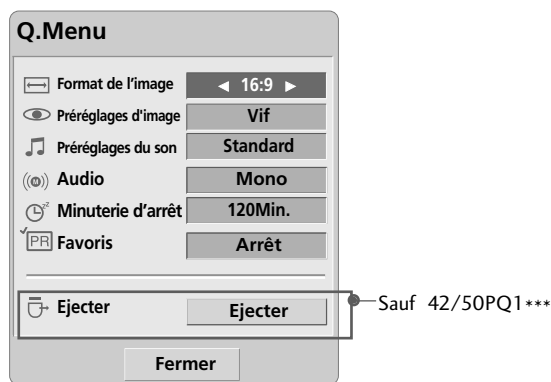 Q.Menu
Format de l'image ◄ 16:9 ►
Préréglages d'image Vif
Préréglages du son Standard
Audio Mono
Minuterie d'arrêt 120Min.
PR Favoris Arrêt
Ejecter Ejecter
Sauf 42/50PQ1***
Fermer